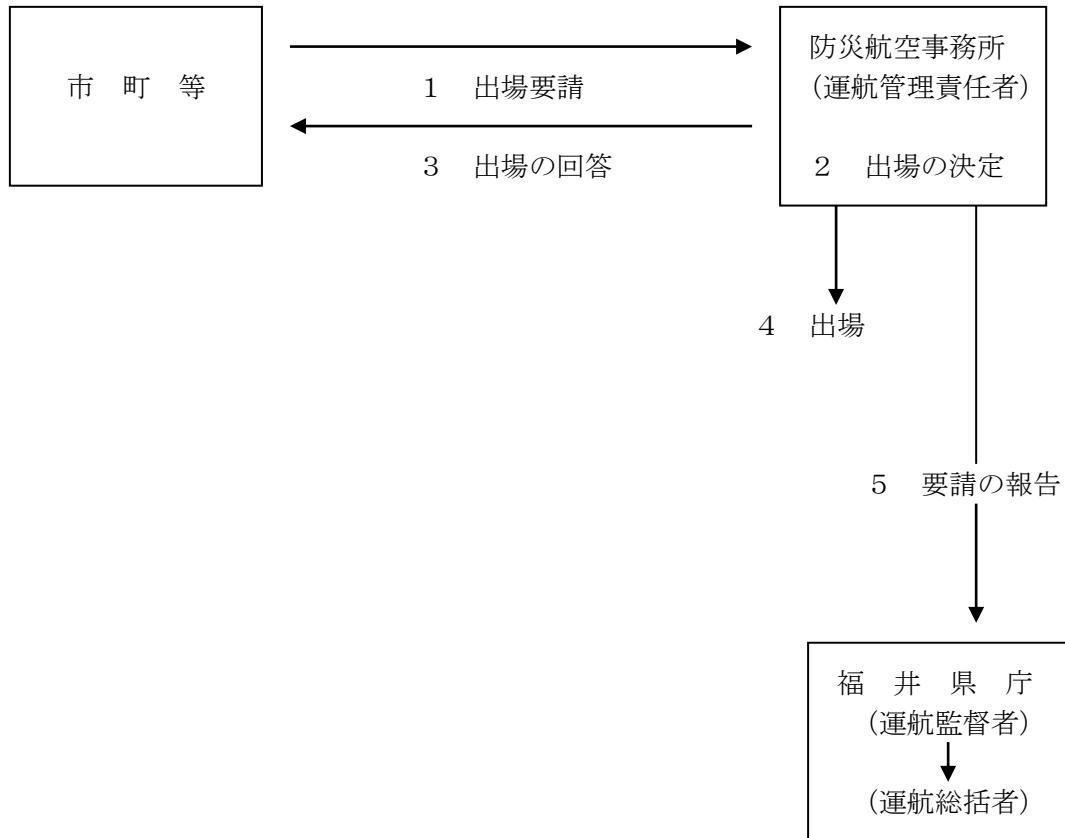 市　町　等
１　出場要請
３　出場の回答
防災航空事務所
（運航管理責任者）
２　出場の決定
４　出場
５　要請の報告
福　井　県　庁
（運航監督者）
（運航総括者）